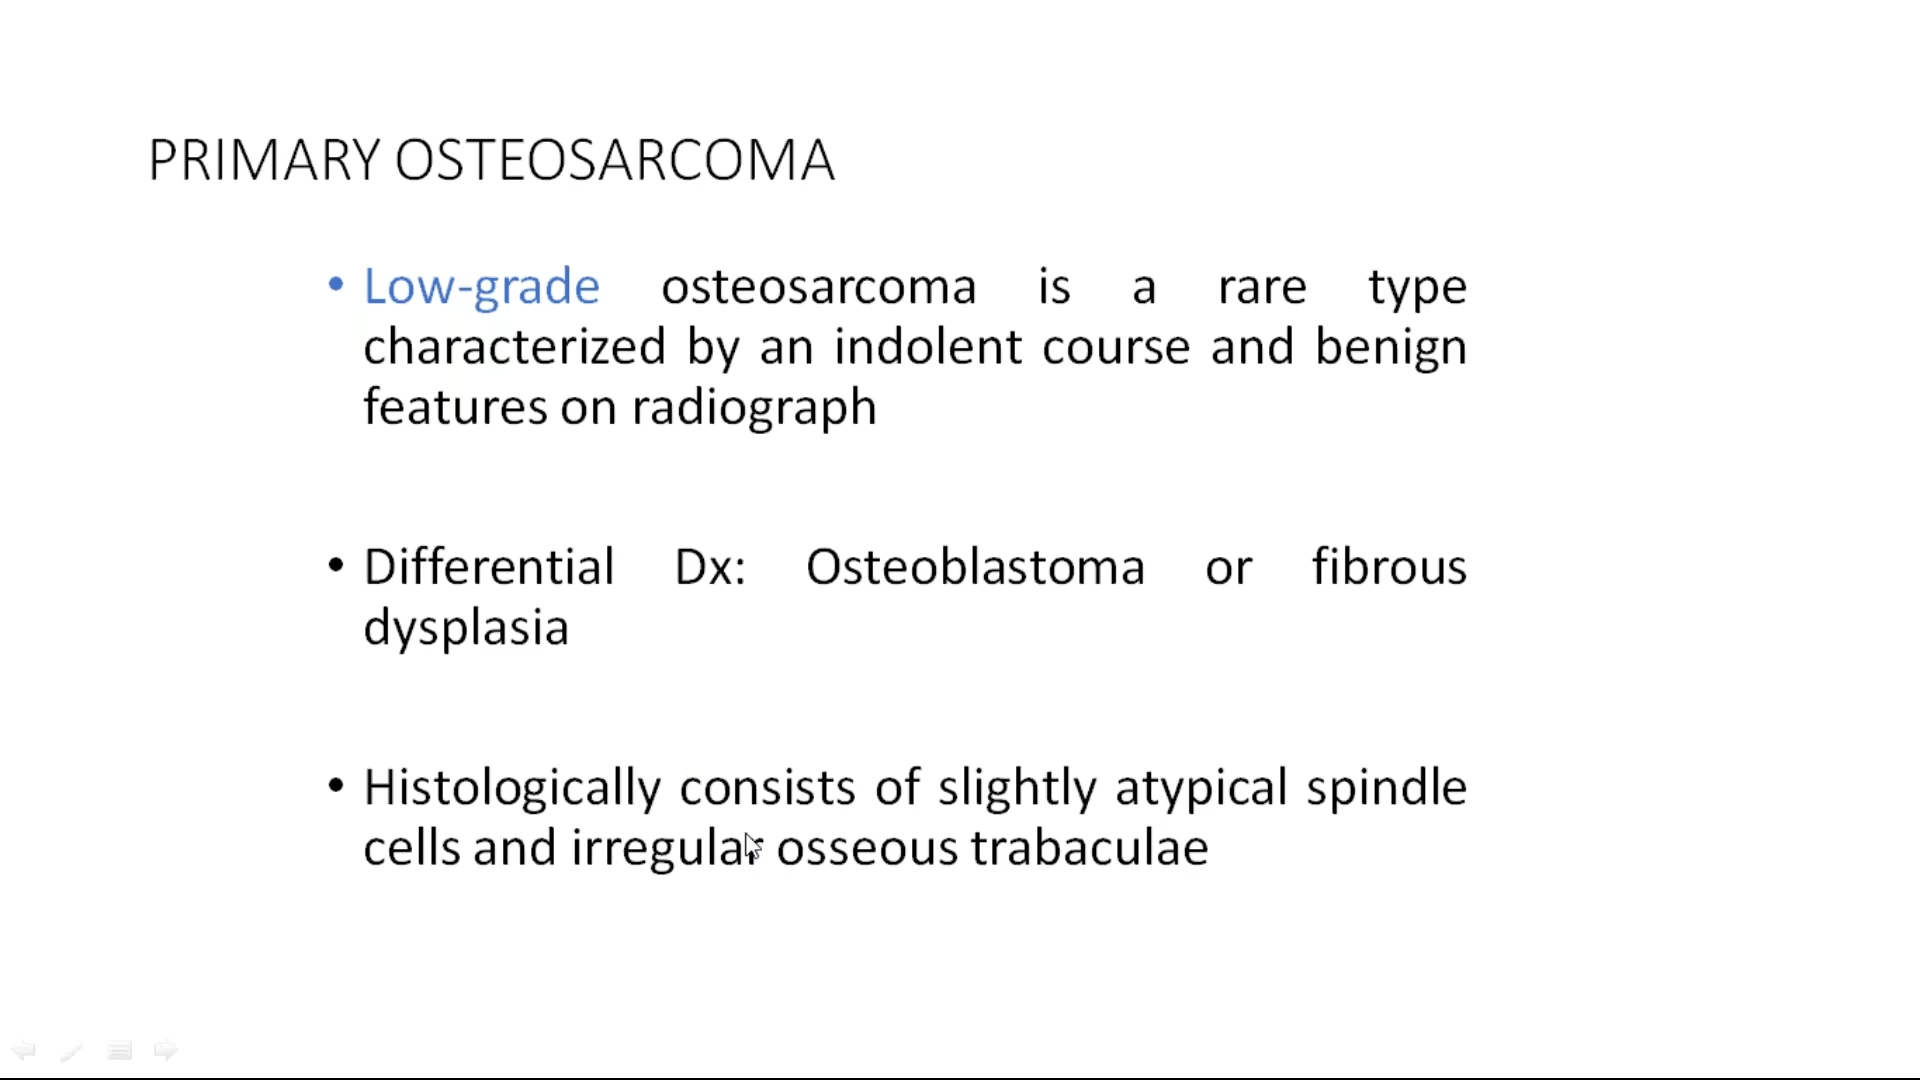 PRIMARY OSTEOSARCOMA
• Low-grade osteosarcoma is a rare type
characterized by an indolent course and benign
features on radiograph
• Differential Dx: Osteoblastoma or fibrous
dysplasia
• Histologically consists of slightly atypical spindle
cells and irregular osseous trabaculae